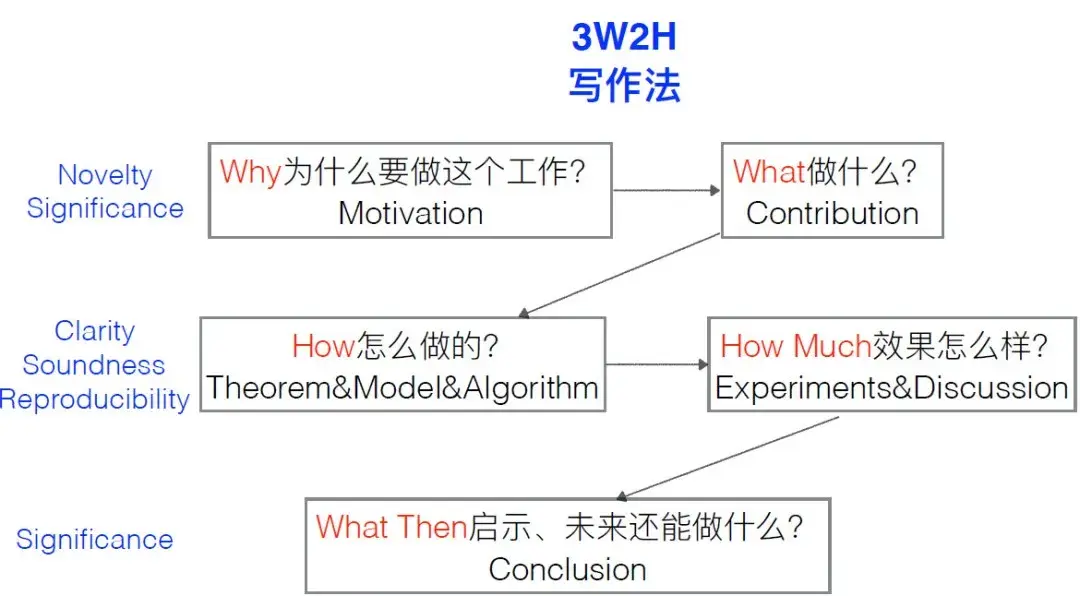 3W2H
写作法
Novelty
Significance
Why为什么要做这个工作?
Motivation
What做什么?
Contribution
Clarity
Soundness
Reproducibility
How怎么做的?
Theorem&Model&Algorithm
How Much效果怎么样?
Experiments&Discussion
Significance
What Then启示、未来还能做什么?
Conclusion